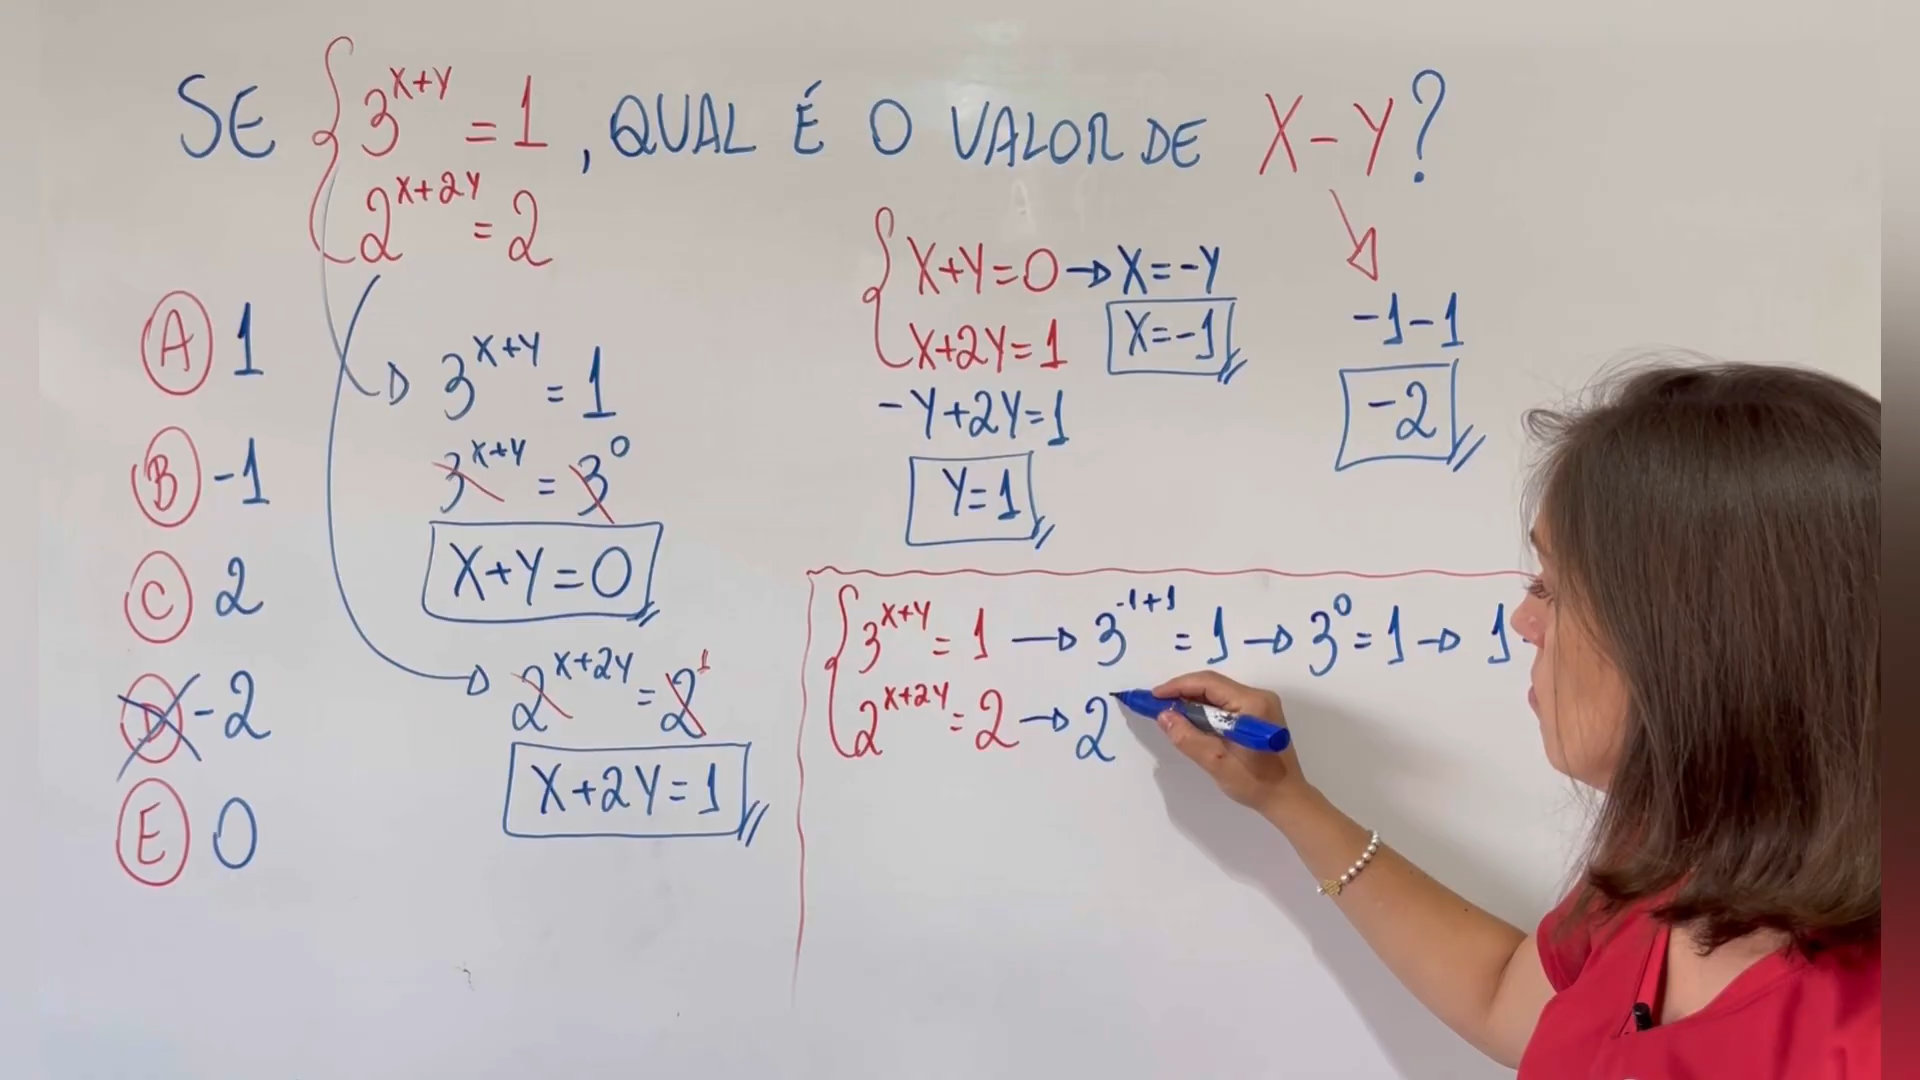 SE { 3^{X+Y} = 1 , QUAL É O VALOR DE X-Y?
2^{X+2Y} = 2
A 1
B -1
C 2
D -2
E 0
3^{X+Y} = 1
3^{X+Y} = 3^0
X+Y=0
2^{X+2Y} = 2^1
X+2Y=1
{ X+Y=0 → X=-Y
X+2Y=1
X=-1
-Y+2Y=1
Y=1
-1-1
-2
{ 3^{X+Y} = 1 → 3^{-1+1} = 1 → 3^0 = 1 → 1
2^{X+2Y} = 2 → 2